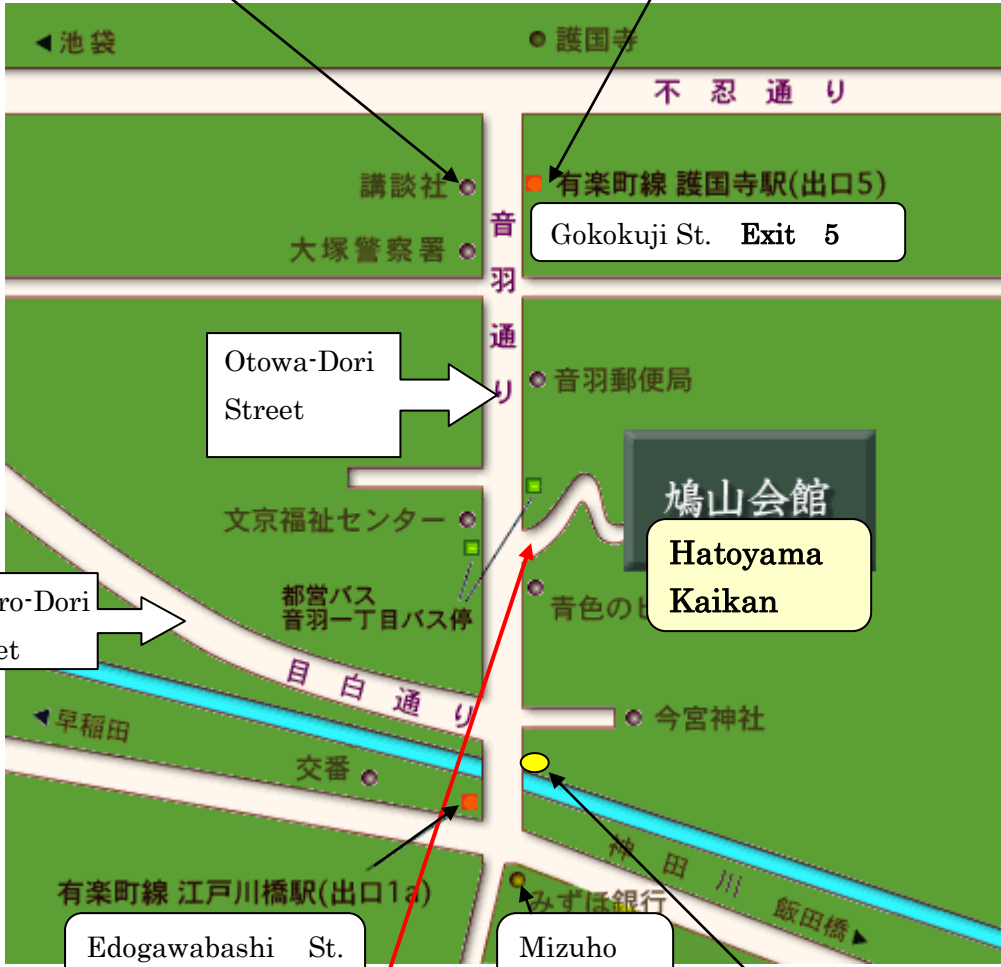 ◀池袋
護国寺
不忍通り
講談社
有楽町線 護国寺駅(出口5)
Gokokuji St. Exit 5
大塚警察署
音羽通り
Otowa-Dori
Street
音羽郵便局
鳩山会館
Hatoyama
Kaikan
文京福祉センター
都営バス
音羽一丁目バス停
青色の
ro-Dori
et
目白通り
◀早稲田
今宮神社
交番
神田川
有楽町線 江戸川橋駅(出口1a)
みずほ銀行
飯田橋▶
Edogawabashi St.
Mizuho